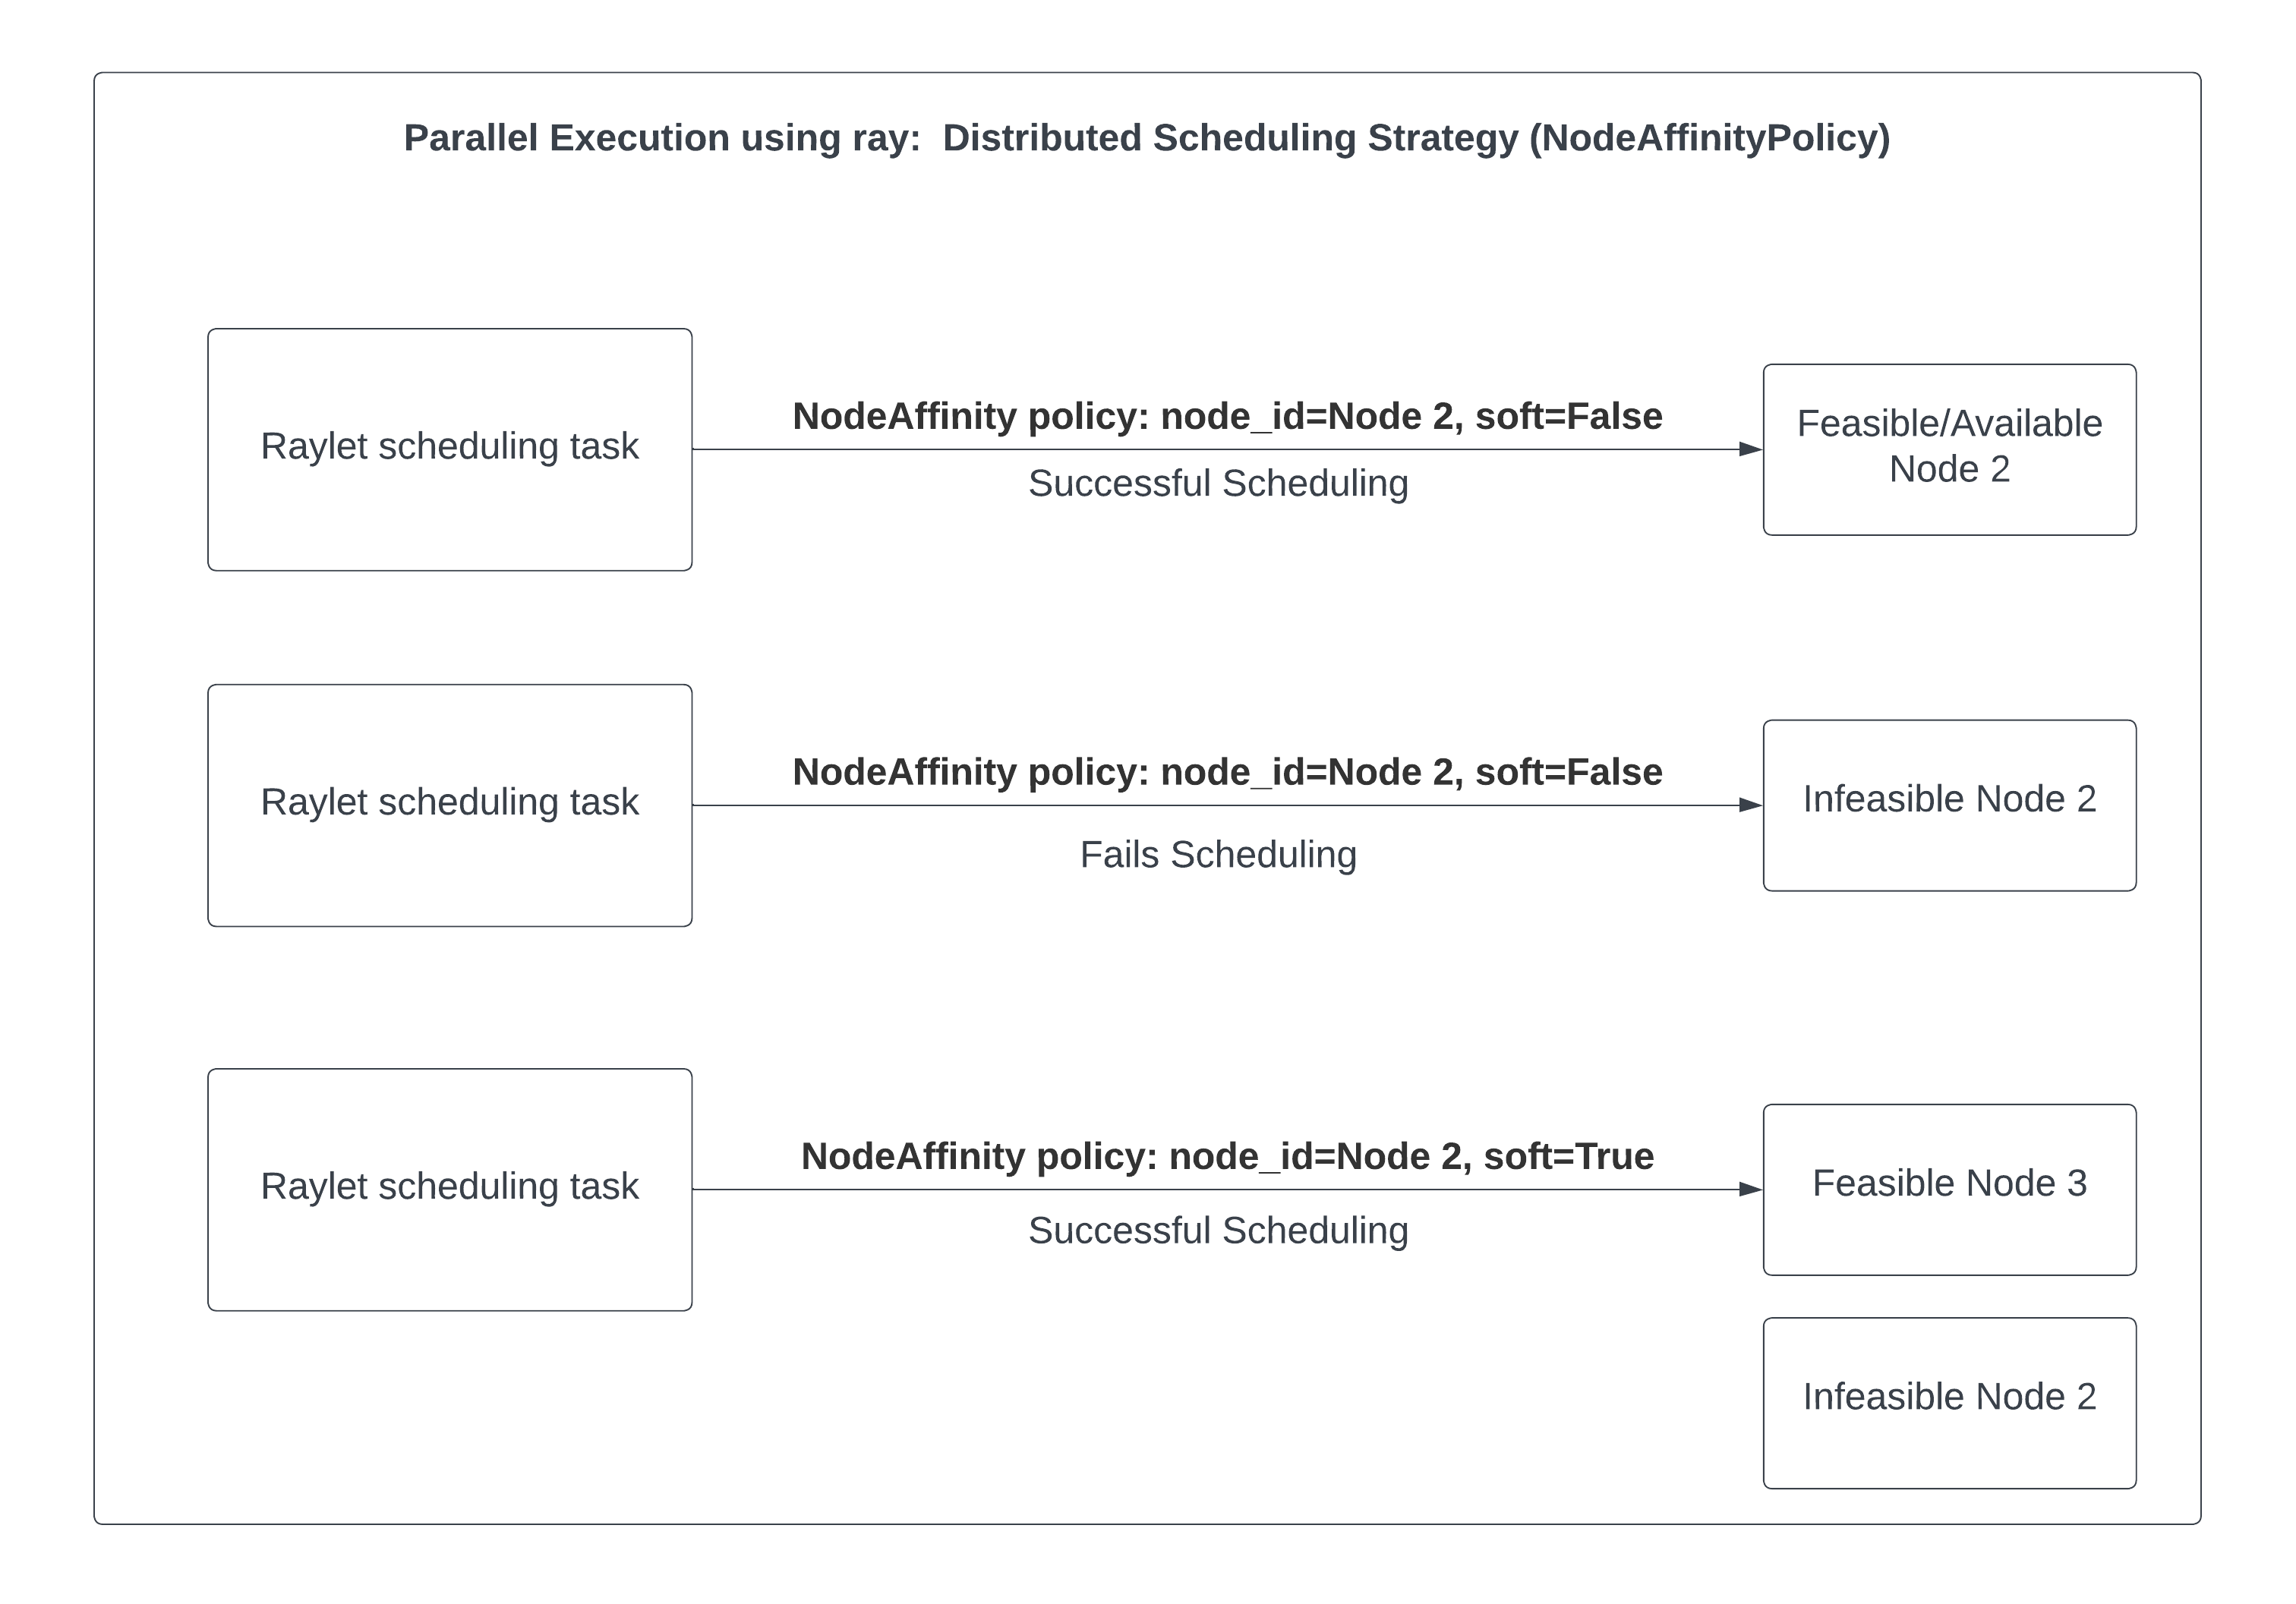 Parallel Execution using ray:  Distributed Scheduling Strategy (NodeAffinityPolicy)
Raylet scheduling task
NodeAffinity policy: node_id=Node 2, soft=False
Successful Scheduling
Feasible/Available
Node 2
Raylet scheduling task
NodeAffinity policy: node_id=Node 2, soft=False
Fails Scheduling
Infeasible Node 2
Raylet scheduling task
NodeAffinity policy: node_id=Node 2, soft=True
Successful Scheduling
Feasible Node 3
Infeasible Node 2